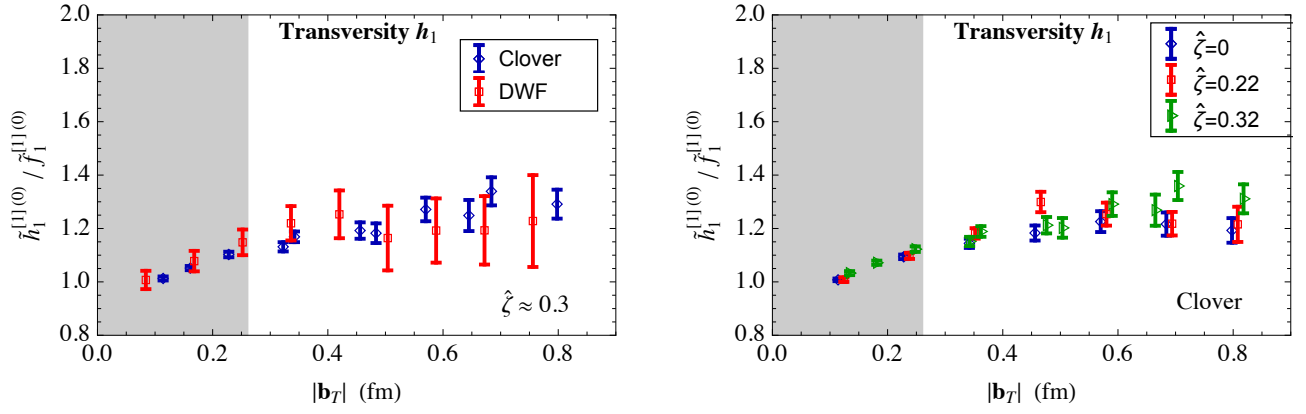 Transversity h₁
Clover
DWF
ζ̂ ≈ 0.3
2.0
1.8
1.6
1.4
1.2
1.0
0.8
0.0 0.2 0.4 0.6 0.8
|b_T| (fm)
h̃₁^[1](0) / f̃₁^[1](0)
Transversity h₁
ζ̂=0
ζ̂=0.22
ζ̂=0.32
Clover
2.0
1.8
1.6
1.4
1.2
1.0
0.8
0.0 0.2 0.4 0.6 0.8
|b_T| (fm)
h̃₁^[1](0) / f̃₁^[1](0)